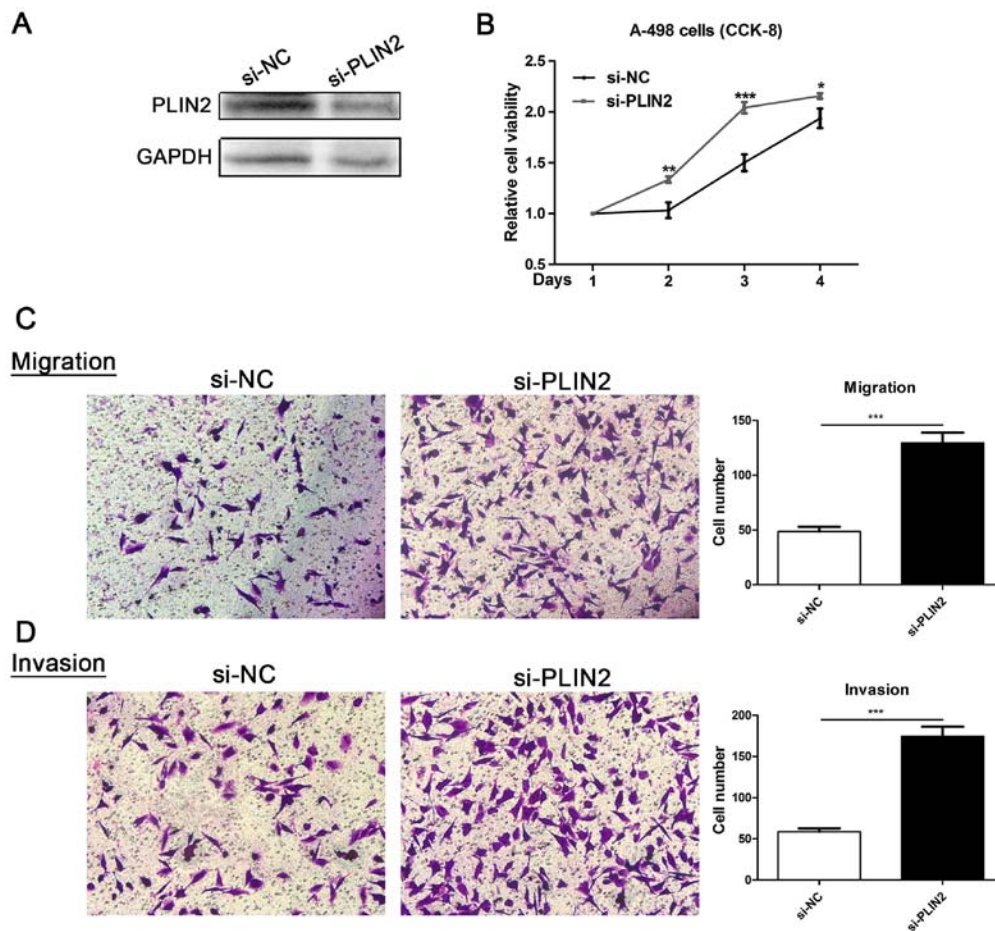 A
si-NC si-PLIN2
PLIN2
GAPDH
B
A-498 cells (CCK-8)
si-NC
si-PLIN2
Relative cell viability
2.5
2.0
1.5
1.0
0.5
**
***
*
Days 1 2 3 4
C
Migration
si-NC si-PLIN2
Migration
***
Cell number
150
100
50
0
si-NC
si-PLIN2
D
Invasion
si-NC si-PLIN2
Invasion
***
Cell number
200
150
100
50
0
si-NC
si-PLIN2